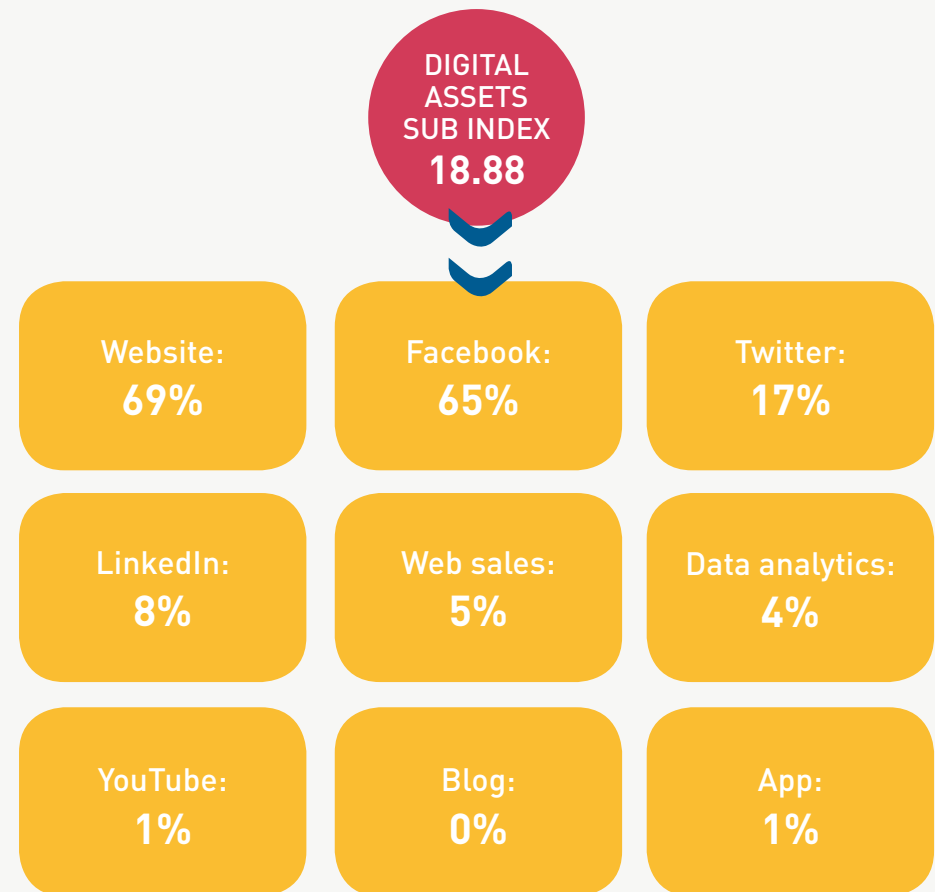 DIGITAL
ASSETS
SUB INDEX
18.88
Website:
69%
Facebook:
65%
Twitter:
17%
LinkedIn:
8%
Web sales:
5%
Data analytics:
4%
YouTube:
1%
Blog:
0%
App:
1%